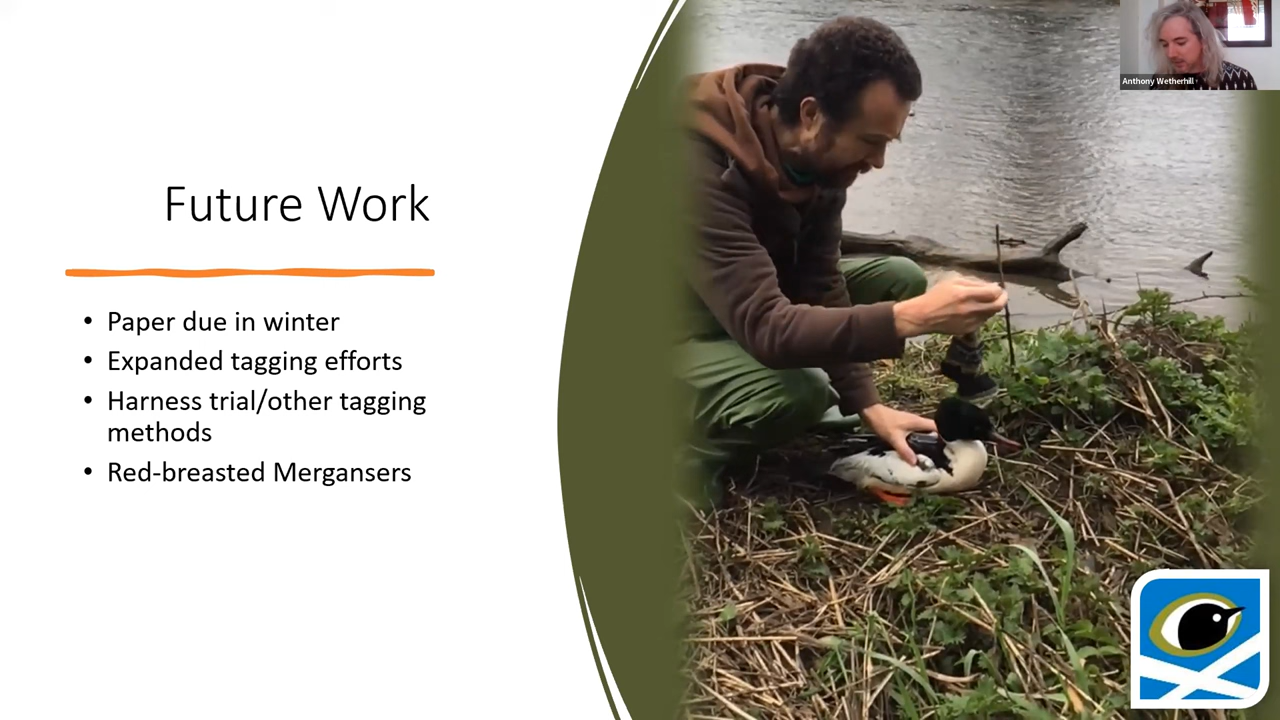 Anthony Wetherhill
Future Work
• Paper due in winter
• Expanded tagging efforts
• Harness trial/other tagging
methods
• Red-breasted Mergansers